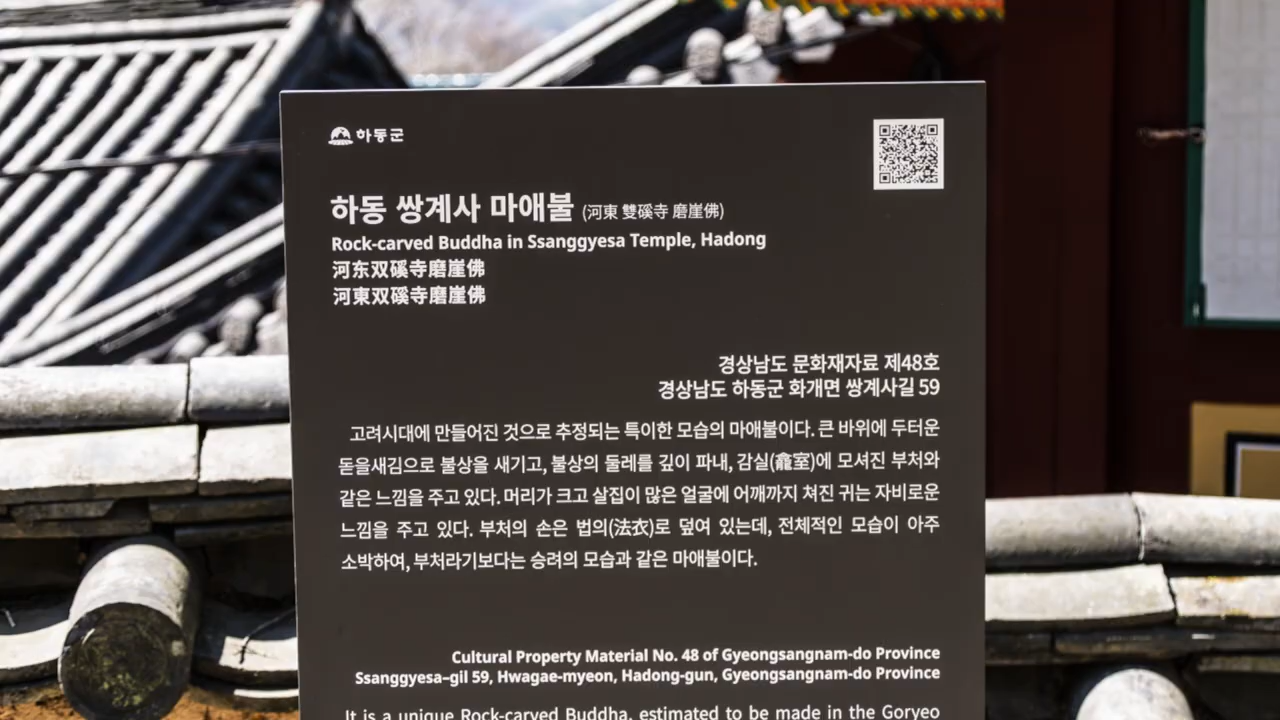 하동군
하동 쌍계사 마애불 (河東 雙磎寺 磨崖佛)
Rock-carved Buddha in Ssanggyesa Temple, Hadong
河东双磎寺磨崖佛
河東双磎寺磨崖佛
경상남도 문화재자료 제48호
경상남도 하동군 화개면 쌍계사길 59
고려시대에 만들어진 것으로 추정되는 특이한 모습의 마애불이다. 큰 바위에 두터운
돋을새김으로 불상을 새기고, 불상의 둘레를 깊이 파내, 감실(龕室)에 모셔진 부처와
같은 느낌을 주고 있다. 머리가 크고 살집이 많은 얼굴에 어깨까지 쳐진 귀는 자비로운
느낌을 주고 있다. 부처의 손은 법의(法衣)로 덮여 있는데, 전체적인 모습이 아주
소박하여, 부처라기보다는 승려의 모습과 같은 마애불이다.
Cultural Property Material No. 48 of Gyeongsangnam-do Province
Ssanggyesa-gil 59, Hwagae-myeon, Hadong-gun, Gyeongsangnam-do Province
It is a unique Rock-carved Buddha, estimated to be made in the Goryeo